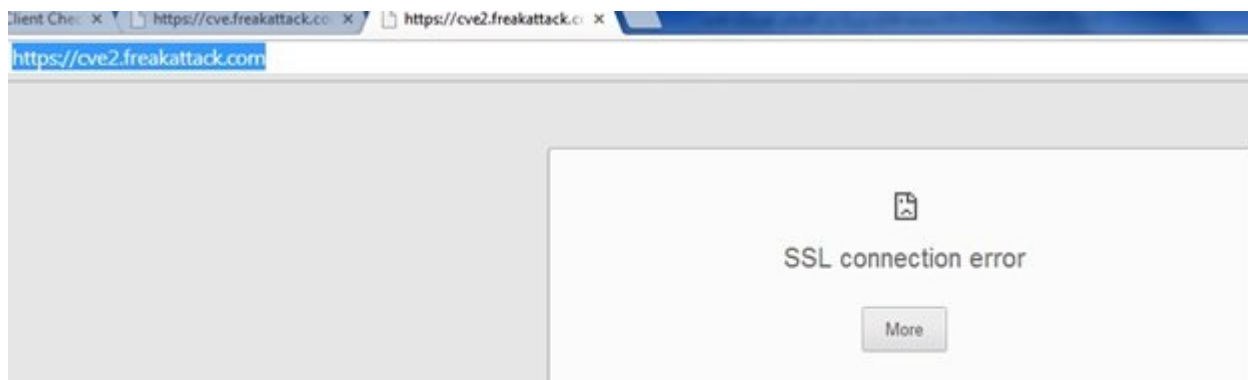 Client Chec × https://cve.freakattack.co × https://cve2.freakattack.c ×
https://cve2.freakattack.com
SSL connection error
More